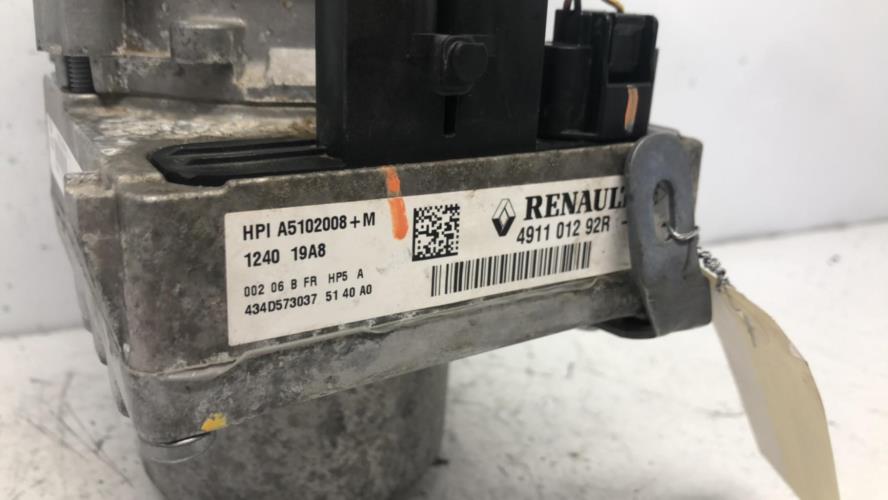 HPI A5102008+M
1240 19A8
002 06 B FR HP5 A
434D573037 51 40 A0
RENAULT
4911 012 92R